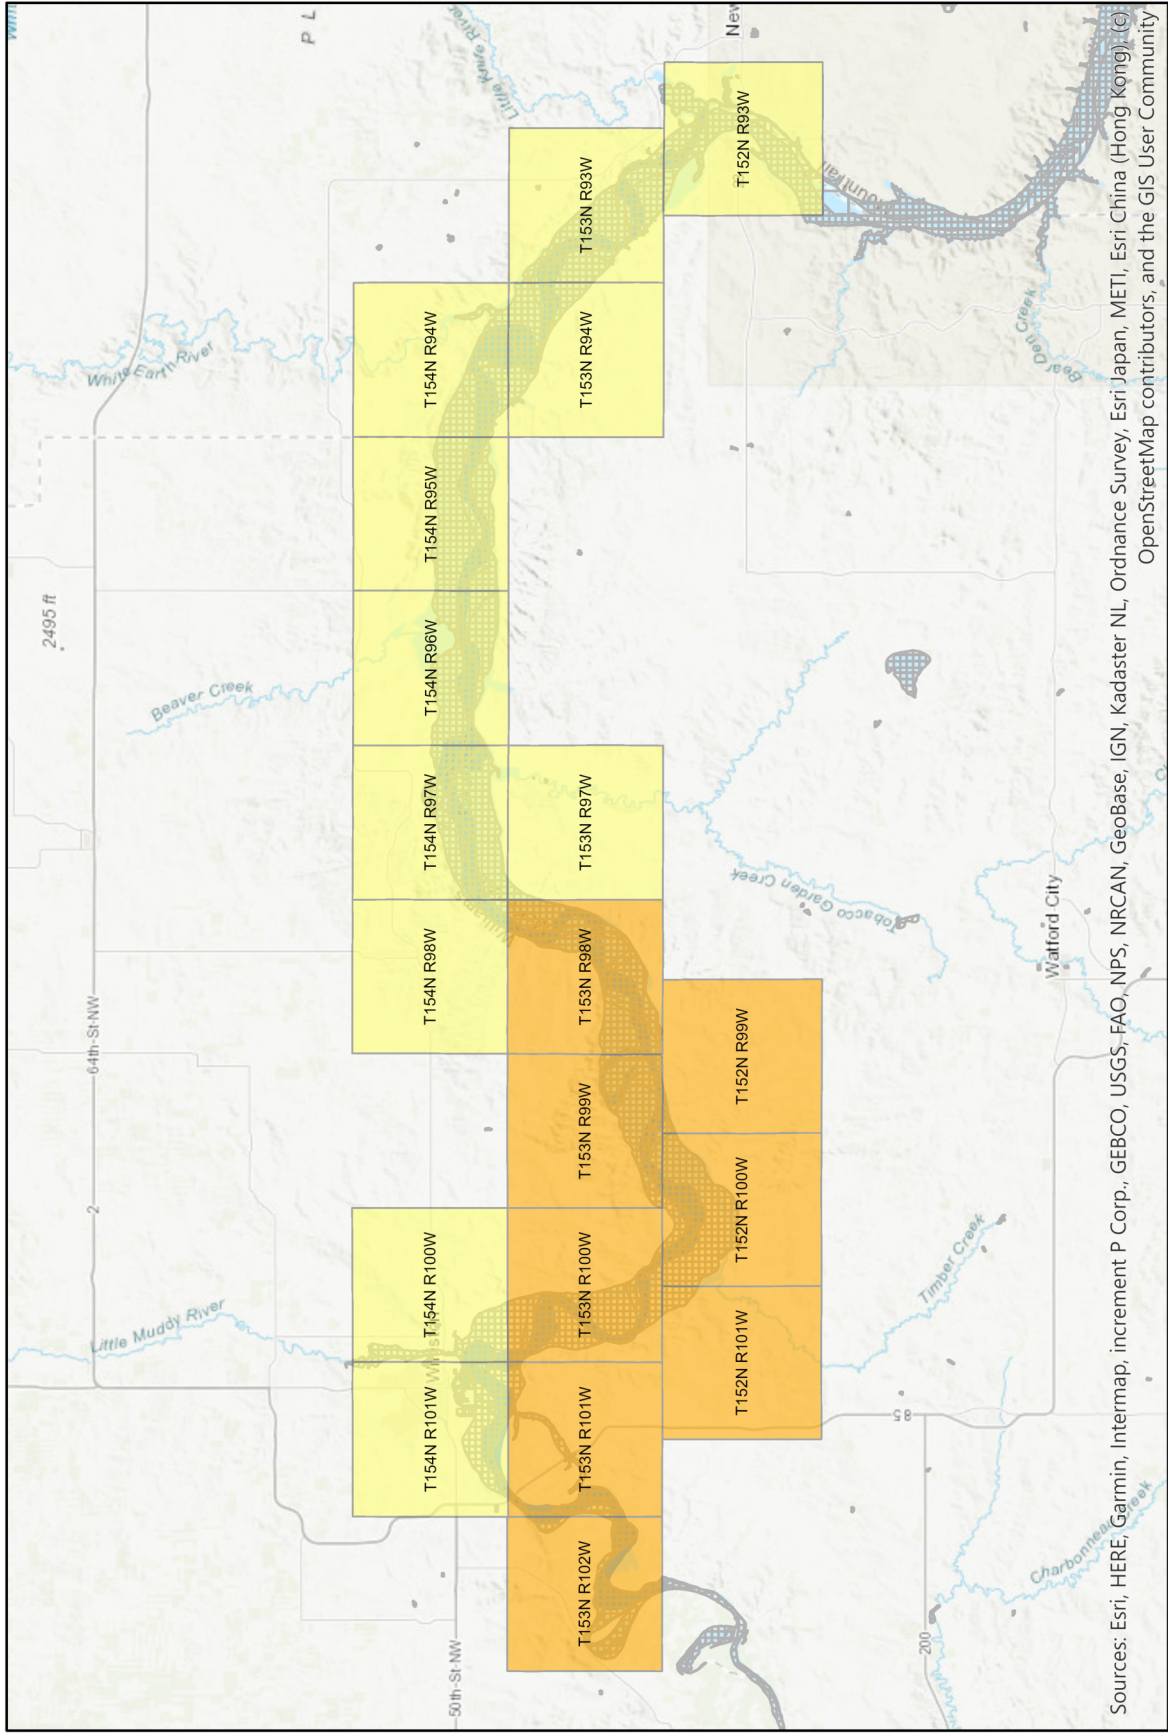 2495 ft
P L
64th-St-NW
2
Little Muddy River
Beaver Creek
White Earth River
Little Knife River
50th-St-NW
T154N R101W
T154N R100W
T154N R98W
T154N R97W
T154N R96W
T154N R95W
T154N R94W
T153N R102W
T153N R101W
T153N R100W
T153N R99W
T153N R98W
T153N R97W
T153N R94W
T153N R93W
T152N R101W
T152N R100W
T152N R99W
T152N R93W
New
Tobacco Garden Creek
85
200
Timber Creek
Charbonneau Creek
Watford City
Bear Den
Creek
Sources: Esri, HERE, Garmin, Intermap, increment P Corp., GEBCO, USGS, FAO, NPS, NRCAN, GeoBase, IGN, Kadaster NL, Ordnance Survey, Esri Japan, METI, Esri China (Hong Kong), (c)
OpenStreetMap contributors, and the GIS User Community